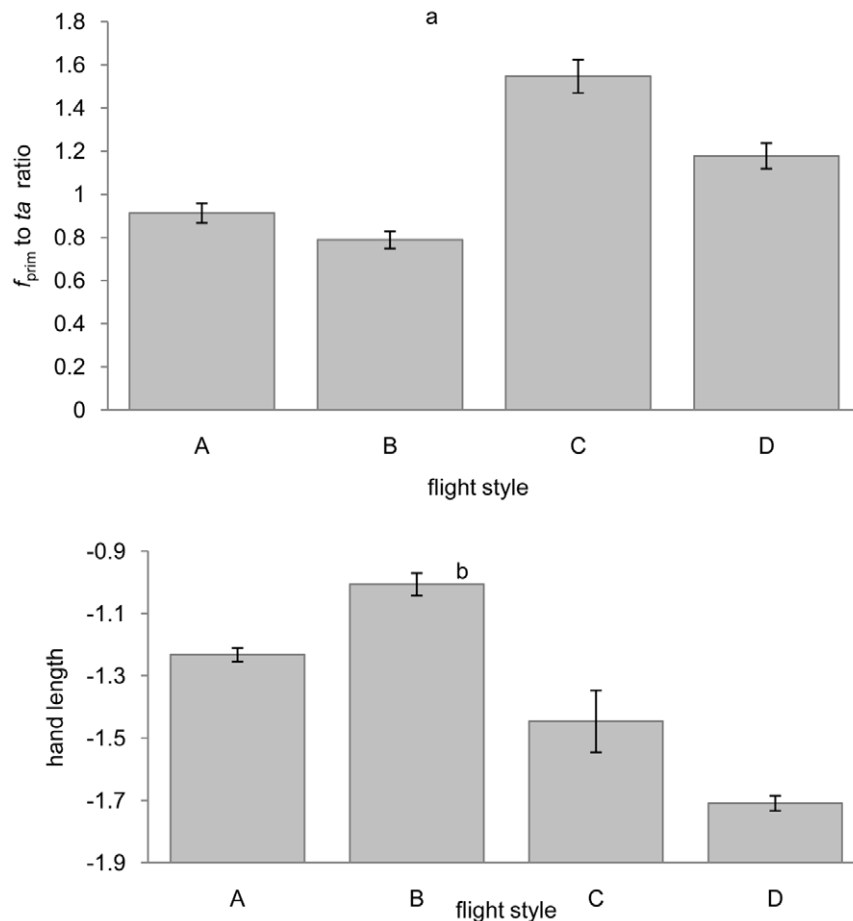 a
1.8
1.6
1.4
1.2
1
0.8
0.6
0.4
0.2
0
fprim to ta ratio
A B C D
flight style
b
-0.9
-1.1
-1.3
-1.5
-1.7
-1.9
hand length
A B C D
flight style